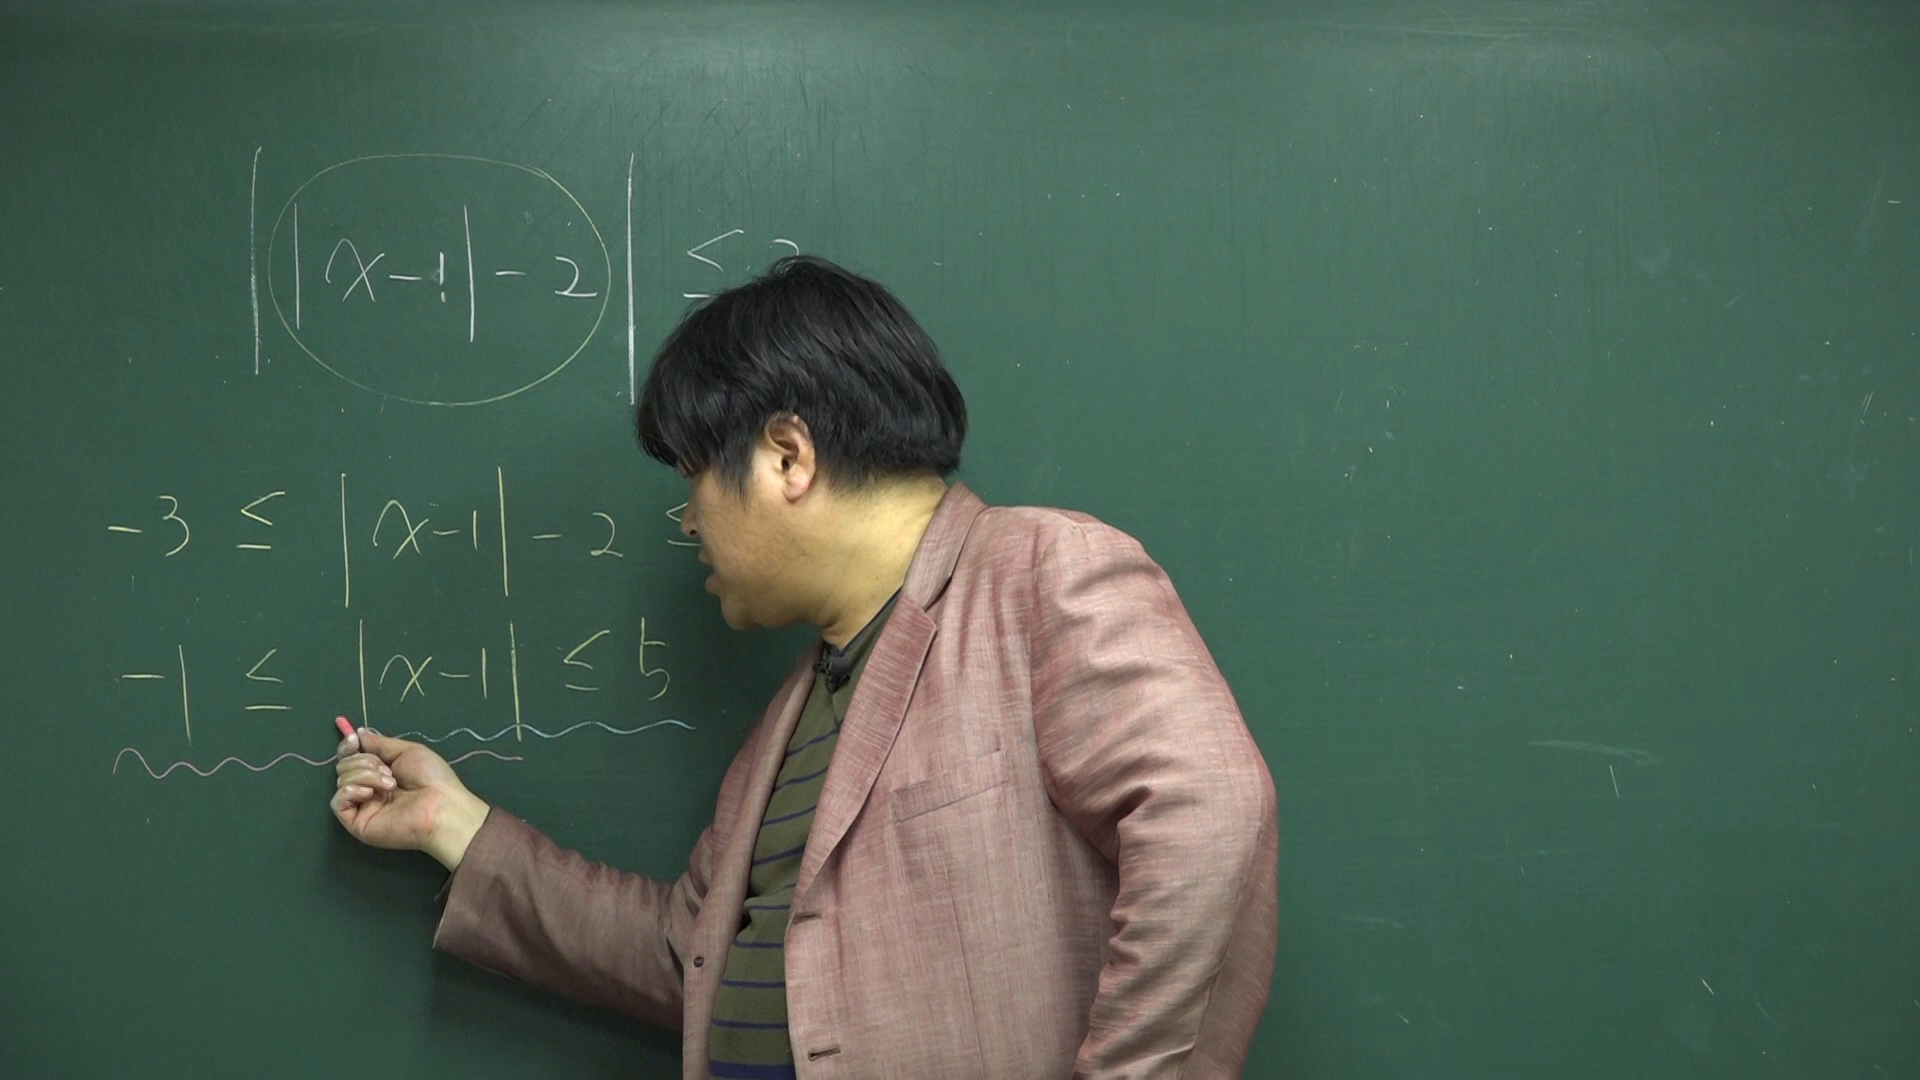 | |x-1| - 2 | ≤
-3 ≤ |x-1| - 2 ≤
-1 ≤ |x-1| ≤ 5